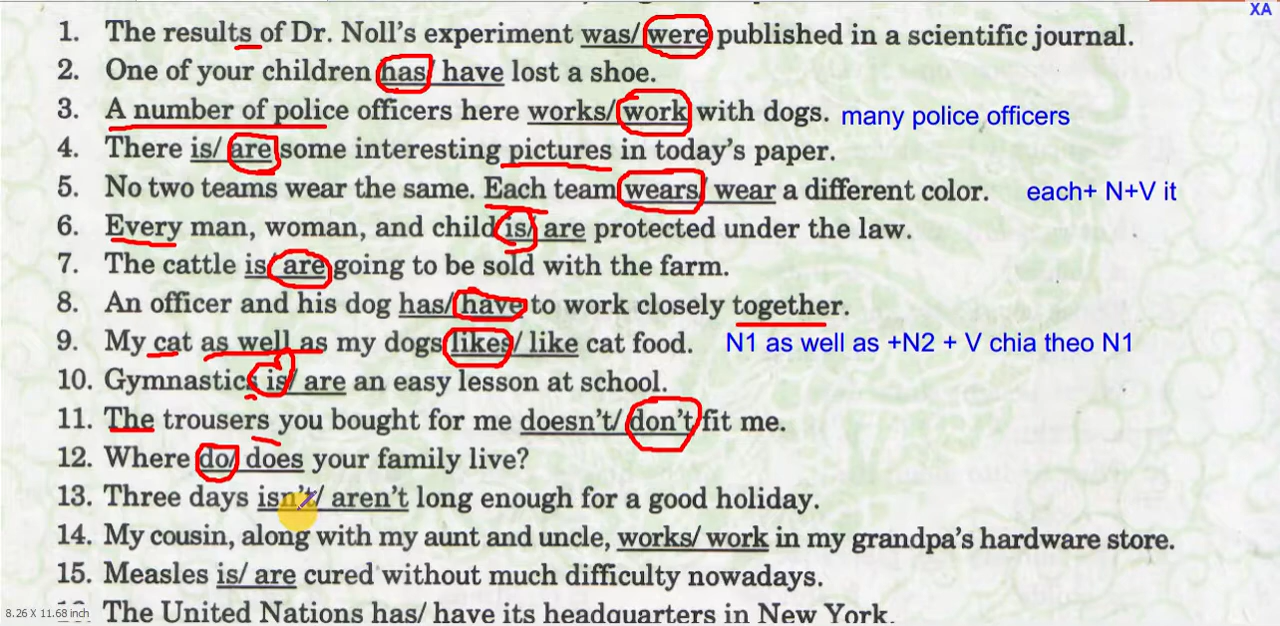 XA
1. The results of Dr. Noll's experiment was/ were published in a scientific journal.
2. One of your children has/ have lost a shoe.
3. A number of police officers here works/ work with dogs. many police officers
4. There is/ are some interesting pictures in today's paper.
5. No two teams wear the same. Each team wears/ wear a different color. each+ N+V it
6. Every man, woman, and child is/ are protected under the law.
7. The cattle is/ are going to be sold with the farm.
8. An officer and his dog has/ have to work closely together.
9. My cat as well as my dogs likes/ like cat food. N1 as well as +N2 + V chia theo N1
10. Gymnastics is/ are an easy lesson at school.
11. The trousers you bought for me doesn't/ don't fit me.
12. Where do/ does your family live?
13. Three days isn't/ aren't long enough for a good holiday.
14. My cousin, along with my aunt and uncle, works/ work in my grandpa's hardware store.
15. Measles is/ are cured without much difficulty nowadays.
The United Nations has/ have its headquarters in New York.
8.26 X 11.68 inch